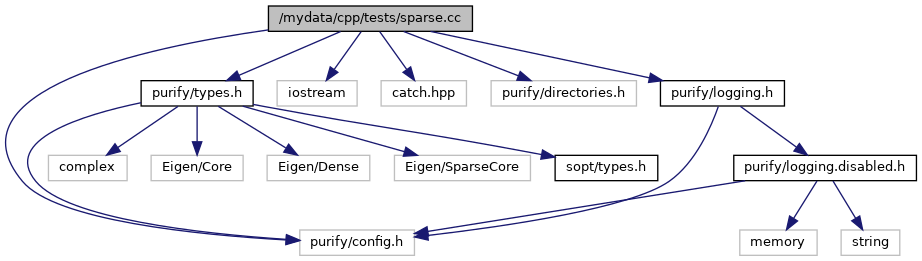 /mydata/cpp/tests/sparse.cc
purify/types.h
iostream
catch.hpp
purify/directories.h
purify/logging.h
complex
Eigen/Core
Eigen/Dense
Eigen/SparseCore
sopt/types.h
purify/logging.disabled.h
purify/config.h
memory
string